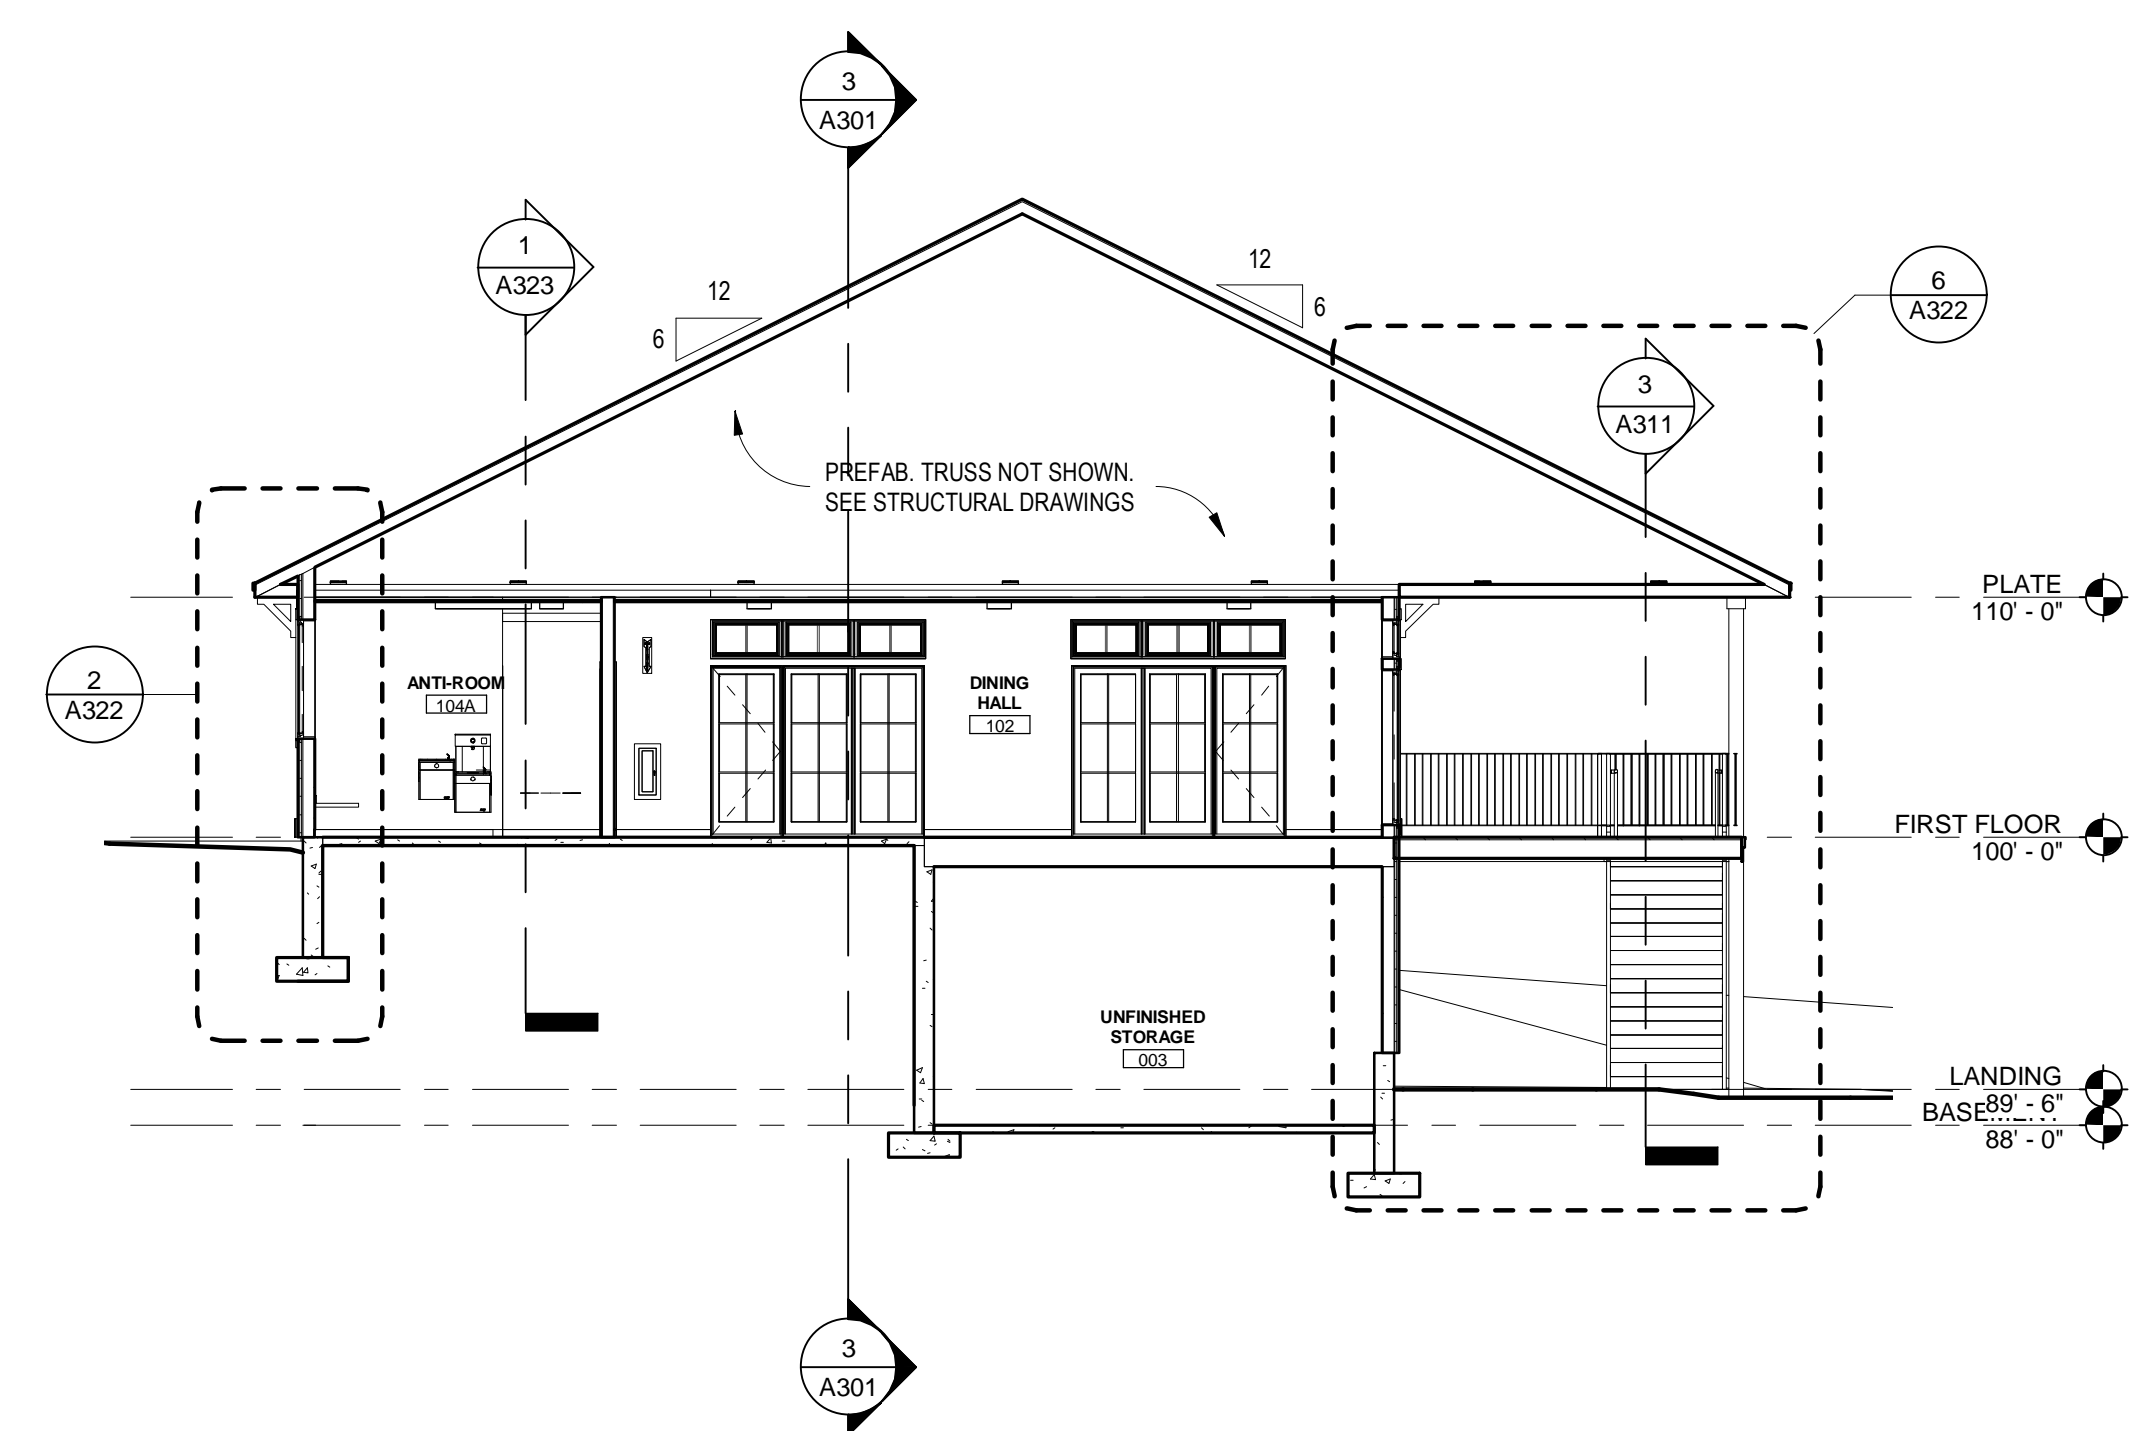 3
A301
1
A323
12
6
12
6
6
A322
3
A311
PREFAB. TRUSS NOT SHOWN.
SEE STRUCTURAL DRAWINGS
PLATE
110' - 0"
2
A322
ANTI-ROOM
104A
DINING
HALL
102
FIRST FLOOR
100' - 0"
UNFINISHED
STORAGE
003
LANDING
89' - 6"
BASEMENT
88' - 0"
3
A301